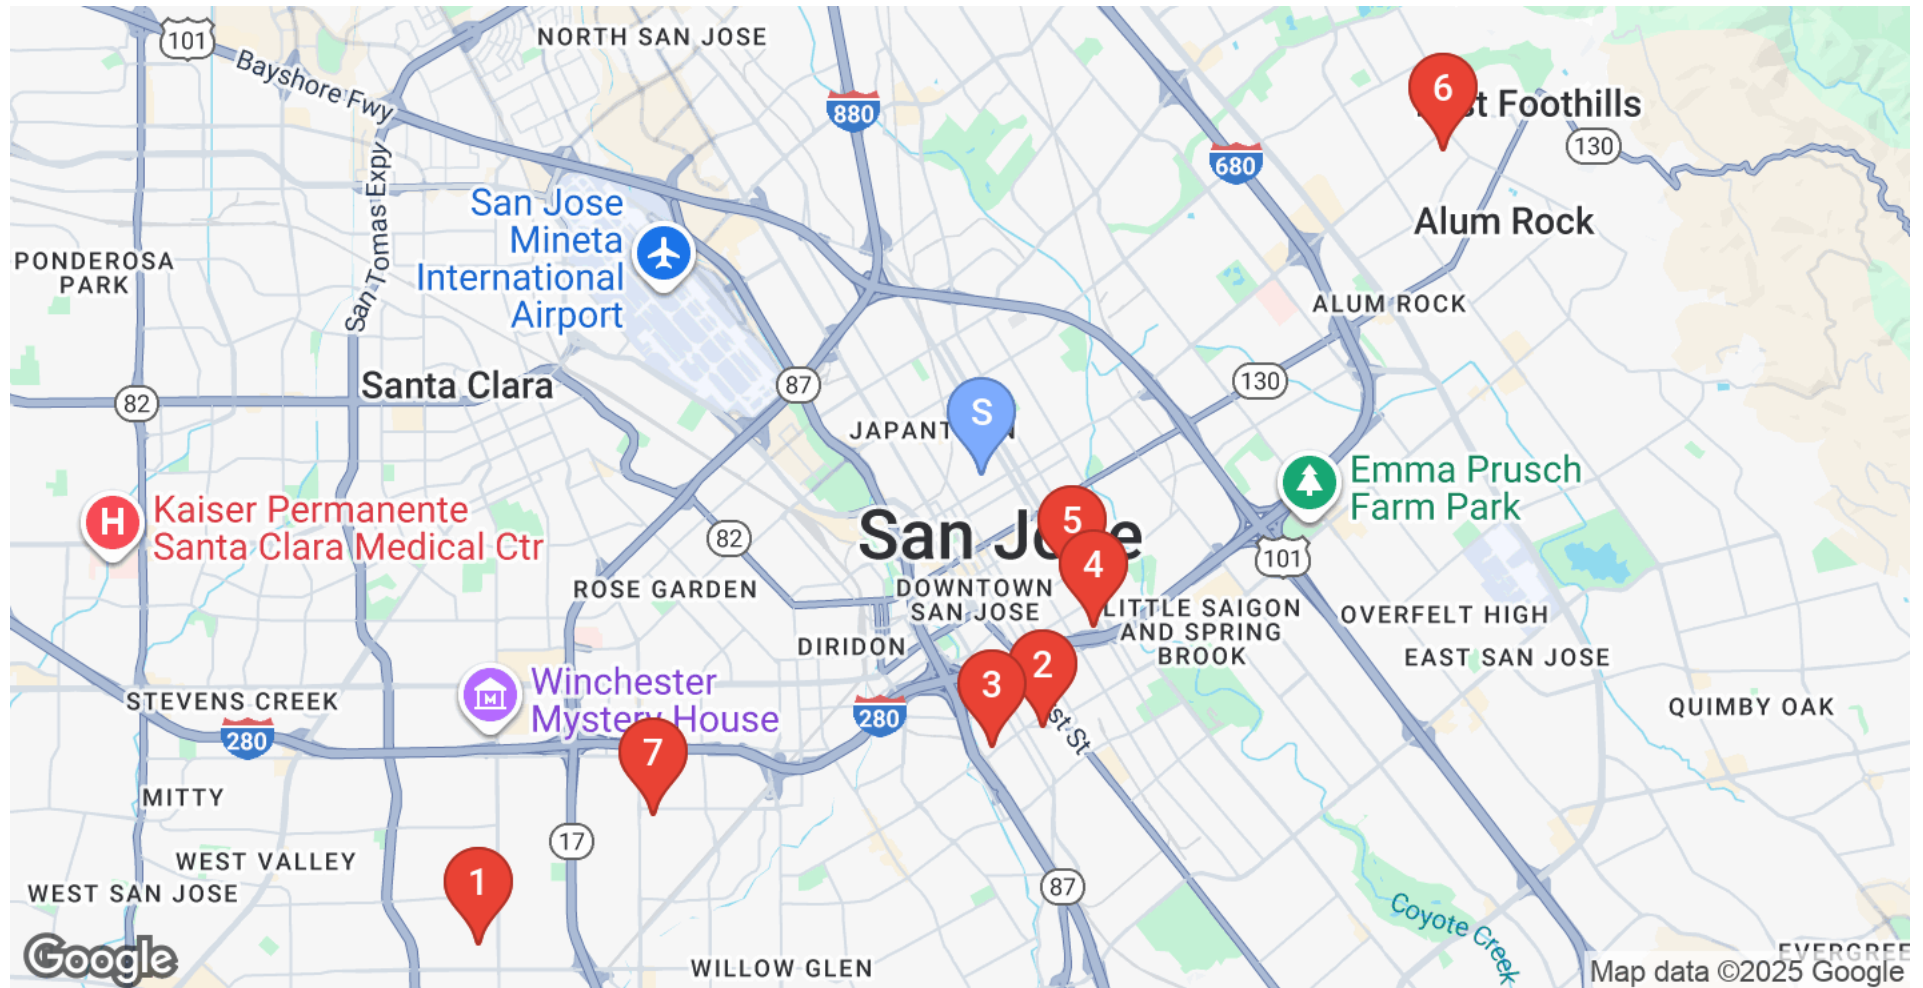 NORTH SAN JOSE
101
Bayshore Fwy
880
6
Foothills
130
680
San Tomas Expy
San Jose
Mineta
International
Airport
Alum Rock
PONDEROSA
PARK
ALUM ROCK
Santa Clara
82
87
130
S
JAPANT
Emma Prusch
Farm Park
H
Kaiser Permanente
Santa Clara Medical Ctr
82
5
San J
4
101
ROSE GARDEN
DOWNTOWN
SAN JOSE
LITTLE SAIGON
AND SPRING
BROOK
OVERFELT HIGH
DIRIDON
EAST SAN JOSE
2
3
Winchester
Mystery House
M
STEVENS CREEK
280
280
St
QUIMBY OAK
7
MITTY
17
WEST VALLEY
1
WEST SAN JOSE
87
Coyote Creek
Google
WILLOW GLEN
EVERGREE
Map data ©2025 Google